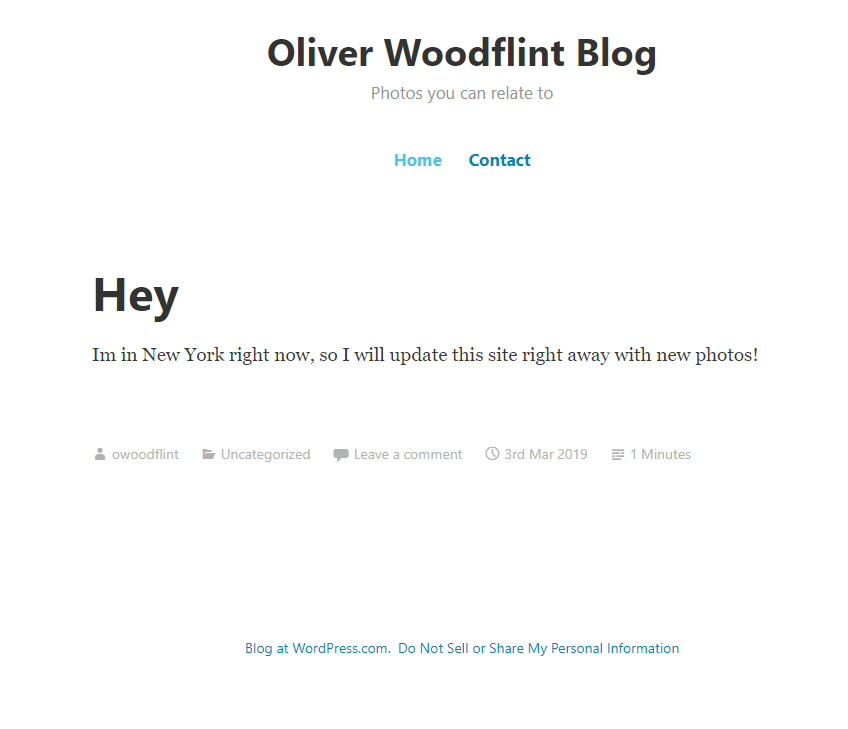 Oliver Woodflint Blog
Photos you can relate to
Home Contact
Hey
Im in New York right now, so I will update this site right away with new photos!
owoodflint Uncategorized Leave a comment 3rd Mar 2019 1 Minutes
Blog at WordPress.com. Do Not Sell or Share My Personal Information